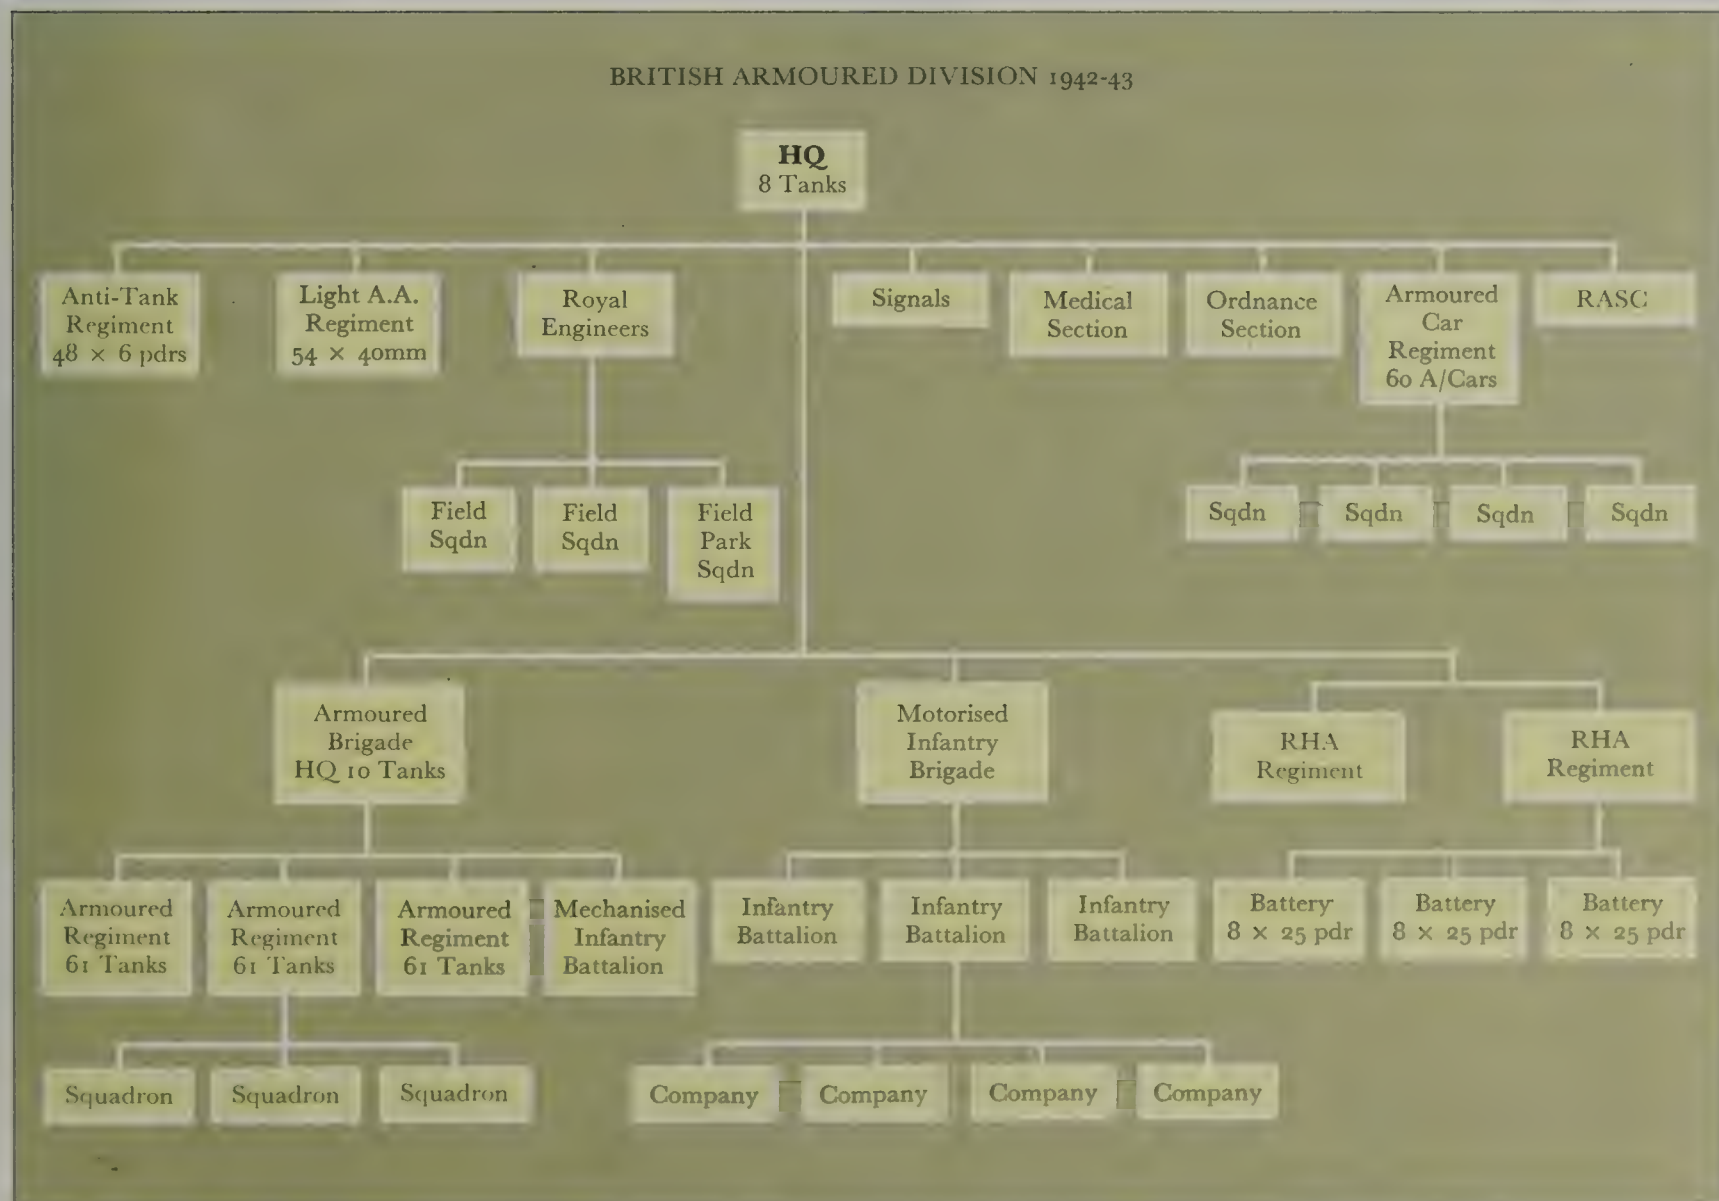 BRITISH ARMOURED DIVISION 1942-43
HQ
8 Tanks
Anti-Tank
Regiment
48 × 6 pdrs
Light A.A.
Regiment
54 × 40mm
Royal
Engineers
Signals
Medical
Section
Ordnance
Section
Armoured
Car
Regiment
60 A/Cars
RASC
Field
Sqdn
Field
Sqdn
Field
Park
Sqdn
Sqdn
Sqdn
Sqdn
Sqdn
Armoured
Brigade
HQ 10 Tanks
Motorised
Infantry
Brigade
RHA
Regiment
RHA
Regiment
Armoured
Regiment
61 Tanks
Armoured
Regiment
61 Tanks
Armoured
Regiment
61 Tanks
Mechanised
Infantry
Battalion
Infantry
Battalion
Infantry
Battalion
Infantry
Battalion
Battery
8 × 25 pdr
Battery
8 × 25 pdr
Battery
8 × 25 pdr
Squadron
Squadron
Squadron
Company
Company
Company
Company